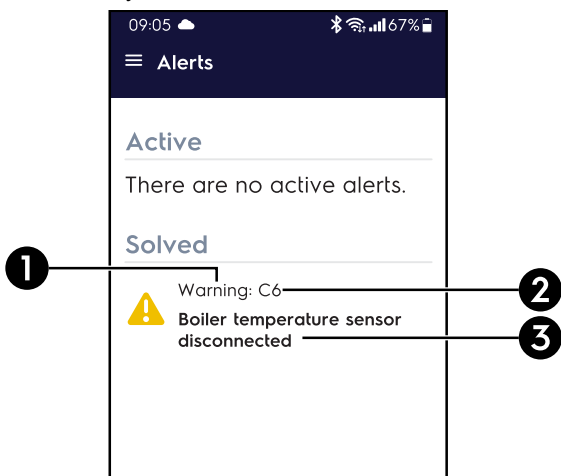 09:05 67%
Alerts
Active
There are no active alerts.
Solved
1
Warning: C6
2
Boiler temperature sensor
disconnected
3